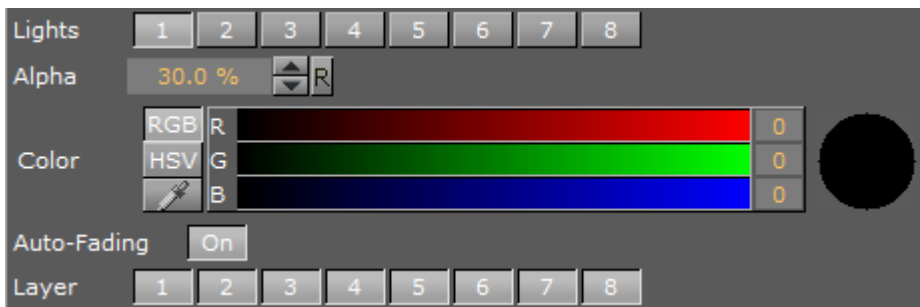 Lights 1 2 3 4 5 6 7 8
Alpha 30.0 % R
RGB R 0
Color HSV G 0
B 0
Auto-Fading On
Layer 1 2 3 4 5 6 7 8